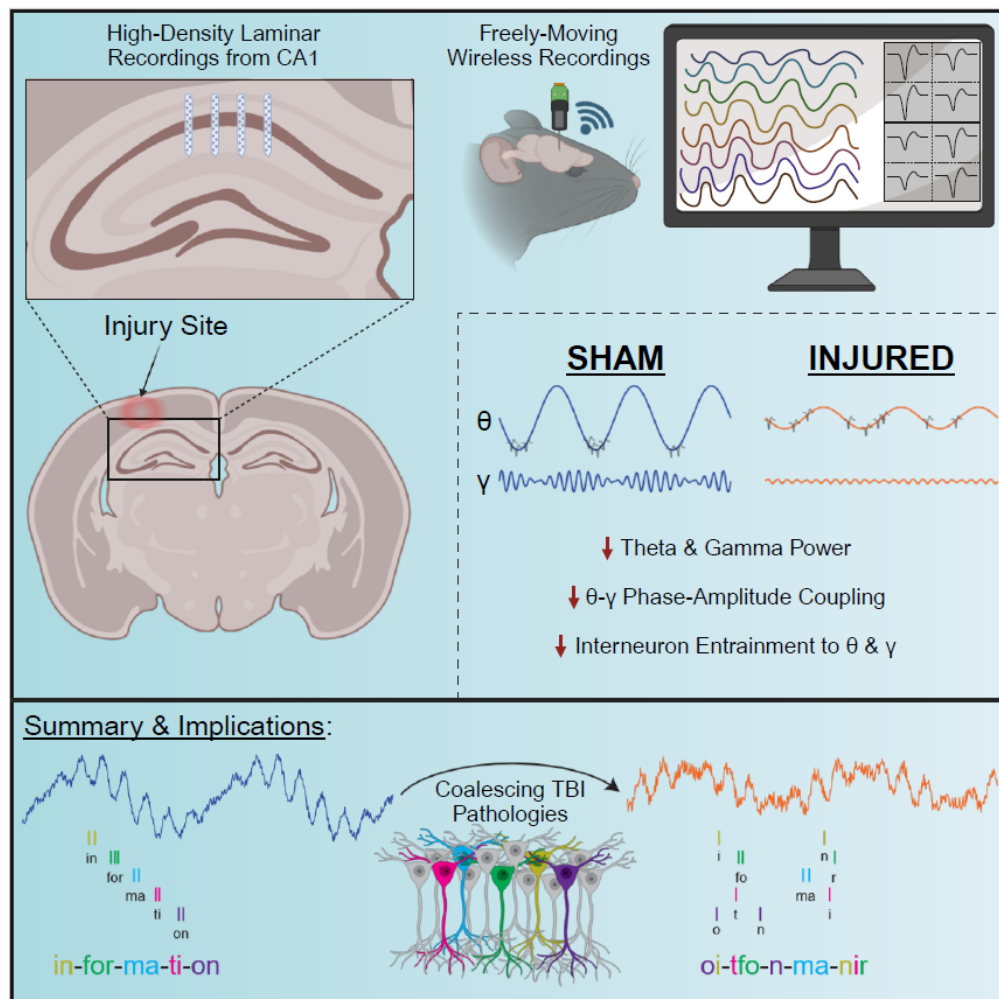 High-Density Laminar
Recordings from CA1
Freely-Moving
Wireless Recordings
Injury Site
SHAM
INJURED
θ
γ
↓ Theta & Gamma Power
↓ θ-γ Phase-Amplitude Coupling
↓ Interneuron Entrainment to θ & γ
Summary & Implications:
Coalescing TBI
Pathologies
in
for
ma
ti
on
in-for-ma-ti-on
i
n
fo
r
ma
t
i
o
n
oi-tfo-n-ma-nir